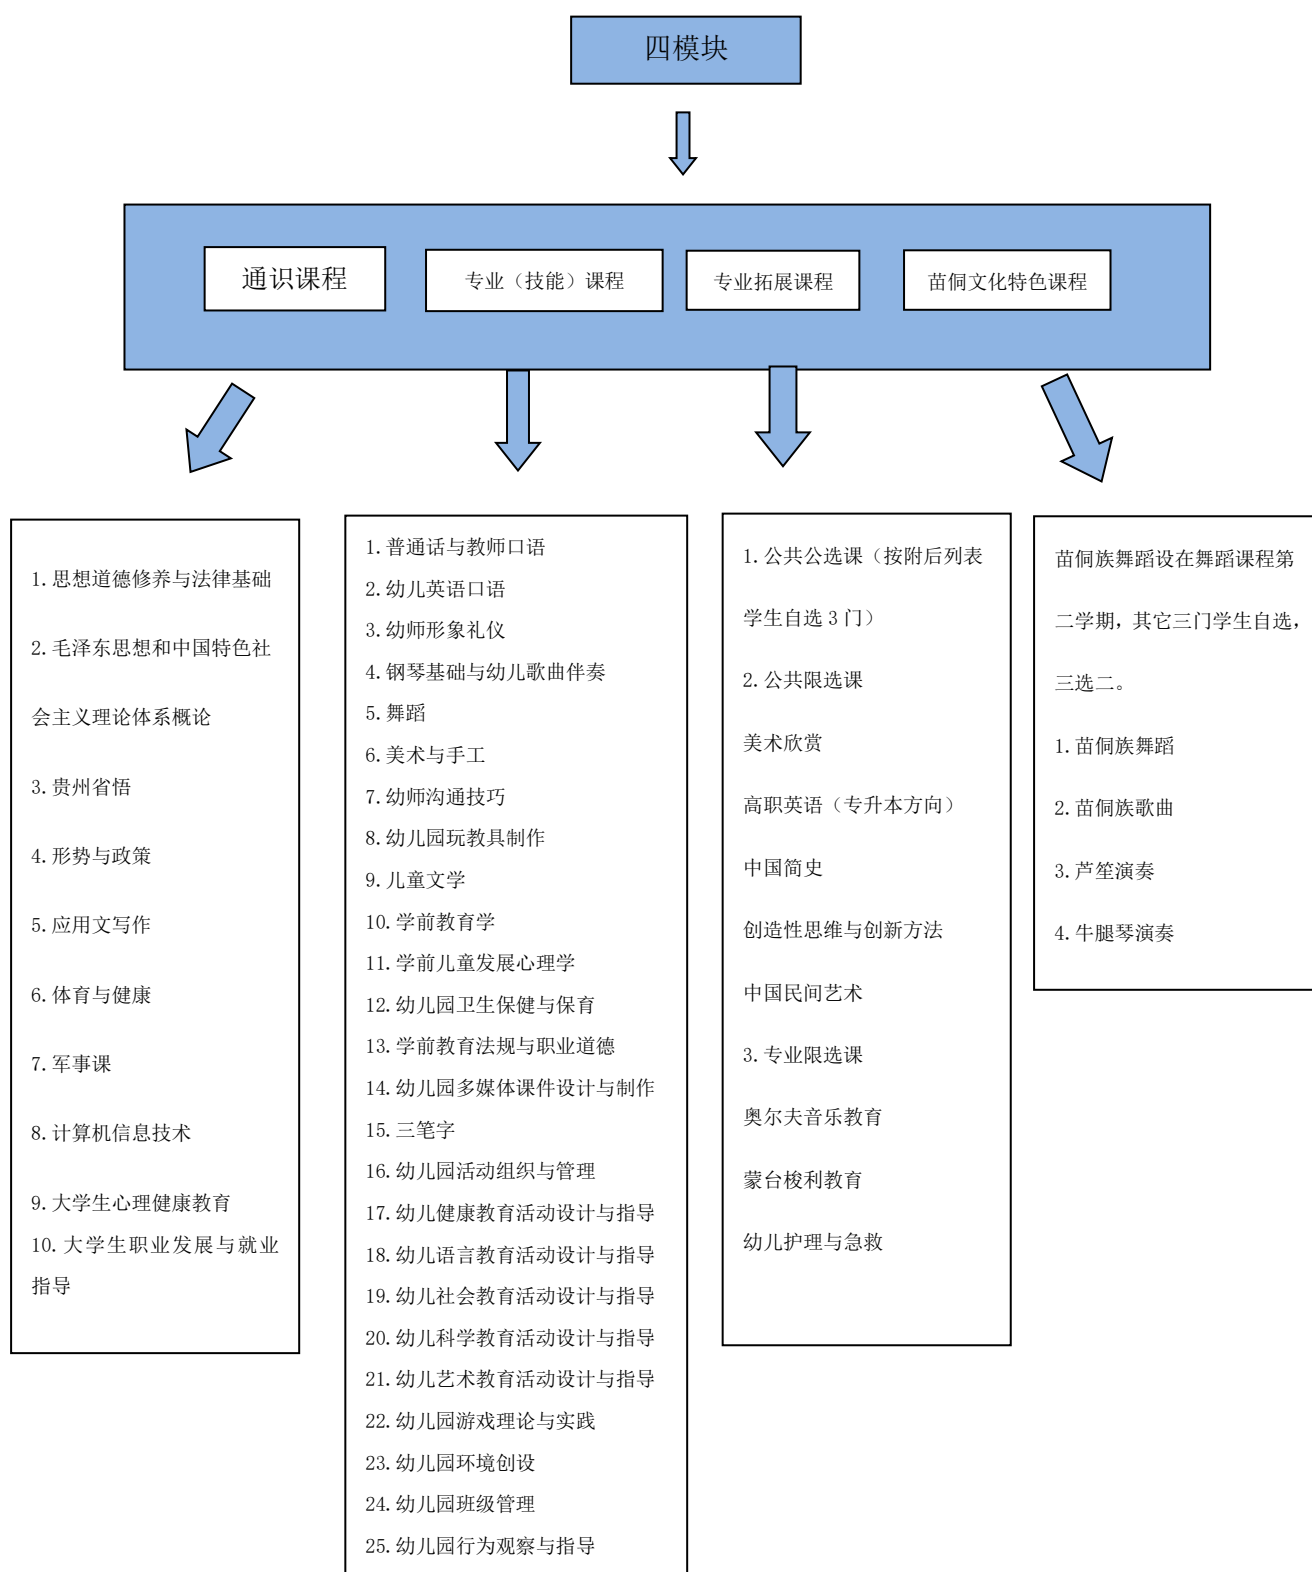 四模块
通识课程
专业（技能）课程
专业拓展课程
苗侗文化特色课程
1.思想道德修养与法律基础
2.毛泽东思想和中国特色社
会主义理论体系概论
3.贵州省悟
4.形势与政策
5.应用文写作
6.体育与健康
7.军事课
8.计算机信息技术
9.大学生心理健康教育
10.大学生职业发展与就业
指导
1.普通话与教师口语
2.幼儿英语口语
3.幼师形象礼仪
4.钢琴基础与幼儿歌曲伴奏
5.舞蹈
6.美术与手工
7.幼师沟通技巧
8.幼儿园玩教具制作
9.儿童文学
10.学前教育学
11.学前儿童发展心理学
12.幼儿园卫生保健与保育
13.学前教育法规与职业道德
14.幼儿园多媒体课件设计与制作
15.三笔字
16.幼儿园活动组织与管理
17.幼儿健康教育活动设计与指导
18.幼儿语言教育活动设计与指导
19.幼儿社会教育活动设计与指导
20.幼儿科学教育活动设计与指导
21.幼儿艺术教育活动设计与指导
22.幼儿园游戏理论与实践
23.幼儿园环境创设
24.幼儿园班级管理
25.幼儿园行为观察与指导
1.公共公选课（按附后列表
学生自选 3 门）
2.公共限选课
美术欣赏
高职英语（专升本方向）
中国简史
创造性思维与创新方法
中国民间艺术
3.专业限选课
奥尔夫音乐教育
蒙台梭利教育
幼儿护理与急救
苗侗族舞蹈设在舞蹈课程第
二学期，其它三门学生自选，
三选二。
1.苗侗族舞蹈
2.苗侗族歌曲
3.芦笙演奏
4.牛腿琴演奏